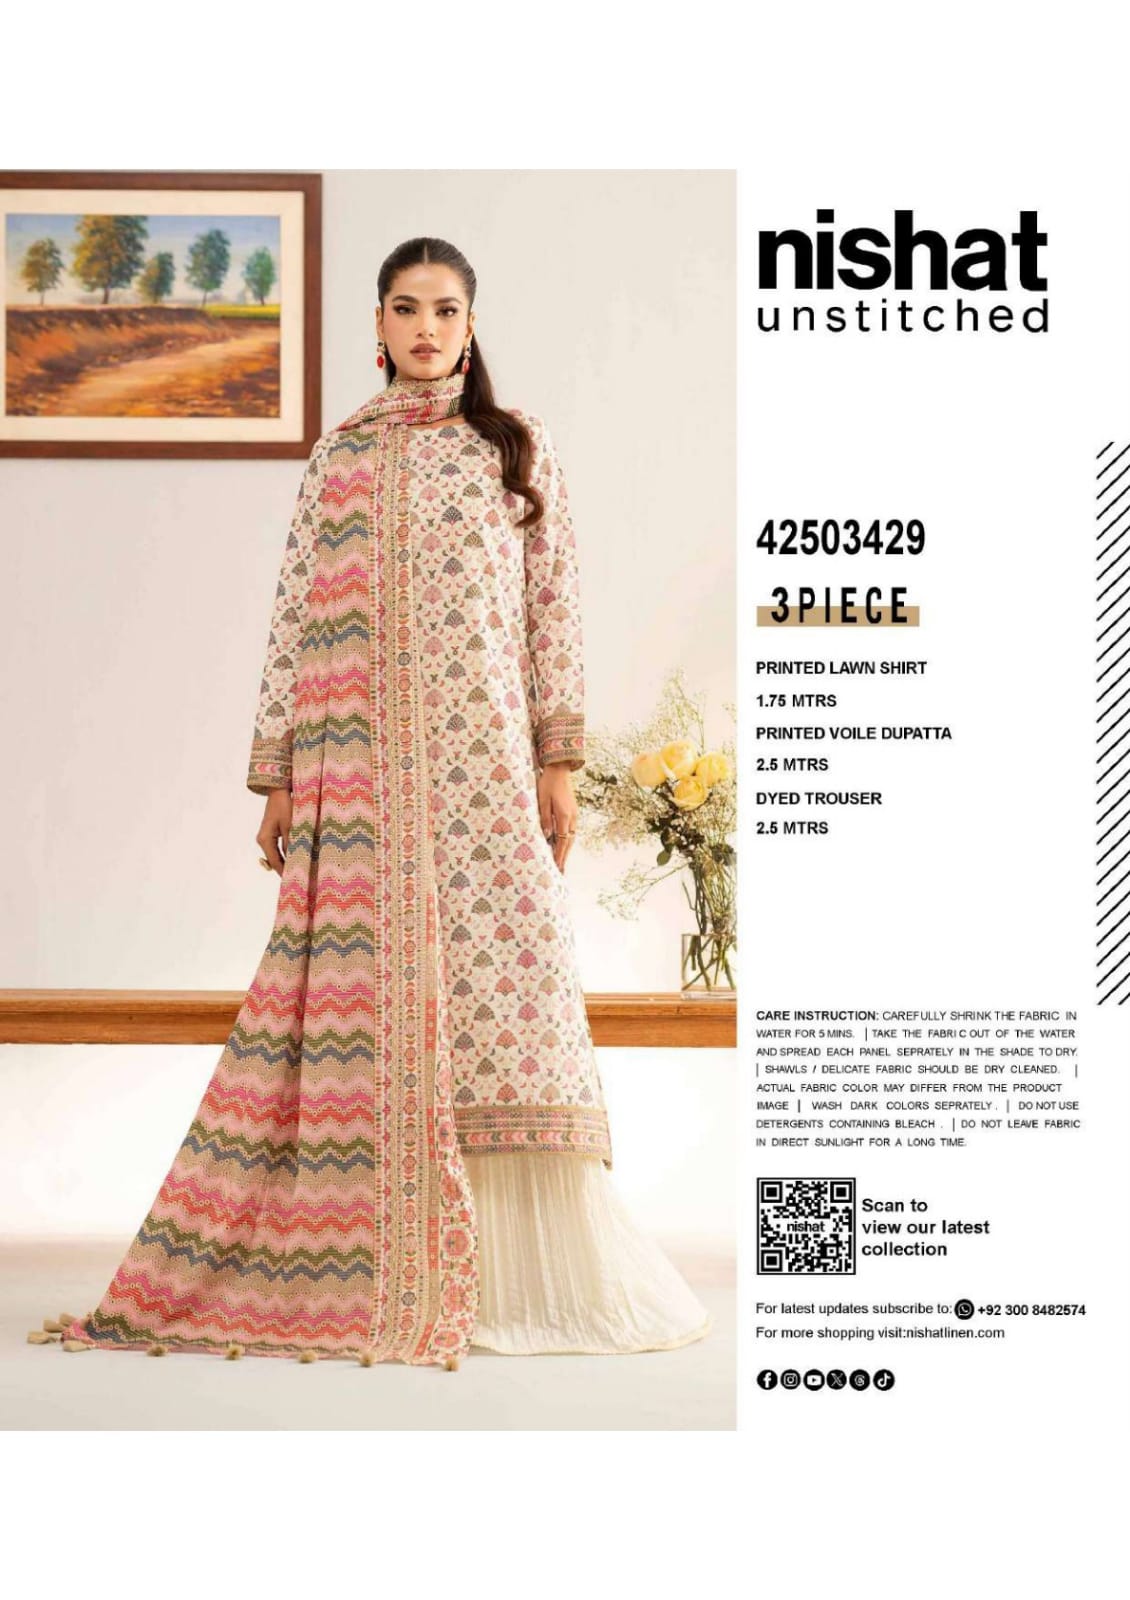 nishat
unstitched
42503429
3 PIECE
PRINTED LAWN SHIRT
1.75 MTRS
PRINTED VOILE DUPATTA
2.5 MTRS
DYED TROUSER
2.5 MTRS
CARE INSTRUCTION: CAREFULLY SHRINK THE FABRIC IN
WATER FOR 5 MINS. | TAKE THE FABRIC OUT OF THE WATER
AND SPREAD EACH PANEL SEPRATELY IN THE SHADE TO DRY.
| SHAWLS / DELICATE FABRIC SHOULD BE DRY CLEANED. |
ACTUAL FABRIC COLOR MAY DIFFER FROM THE PRODUCT
IMAGE | WASH DARK COLORS SEPRATELY. | DO NOT USE
DETERGENTS CONTAINING BLEACH . | DO NOT LEAVE FABRIC
IN DIRECT SUNLIGHT FOR A LONG TIME.
nishat
Scan to
view our latest
collection
For latest updates subscribe to: +92 300 8482574
For more shopping visit:nishatlinen.com